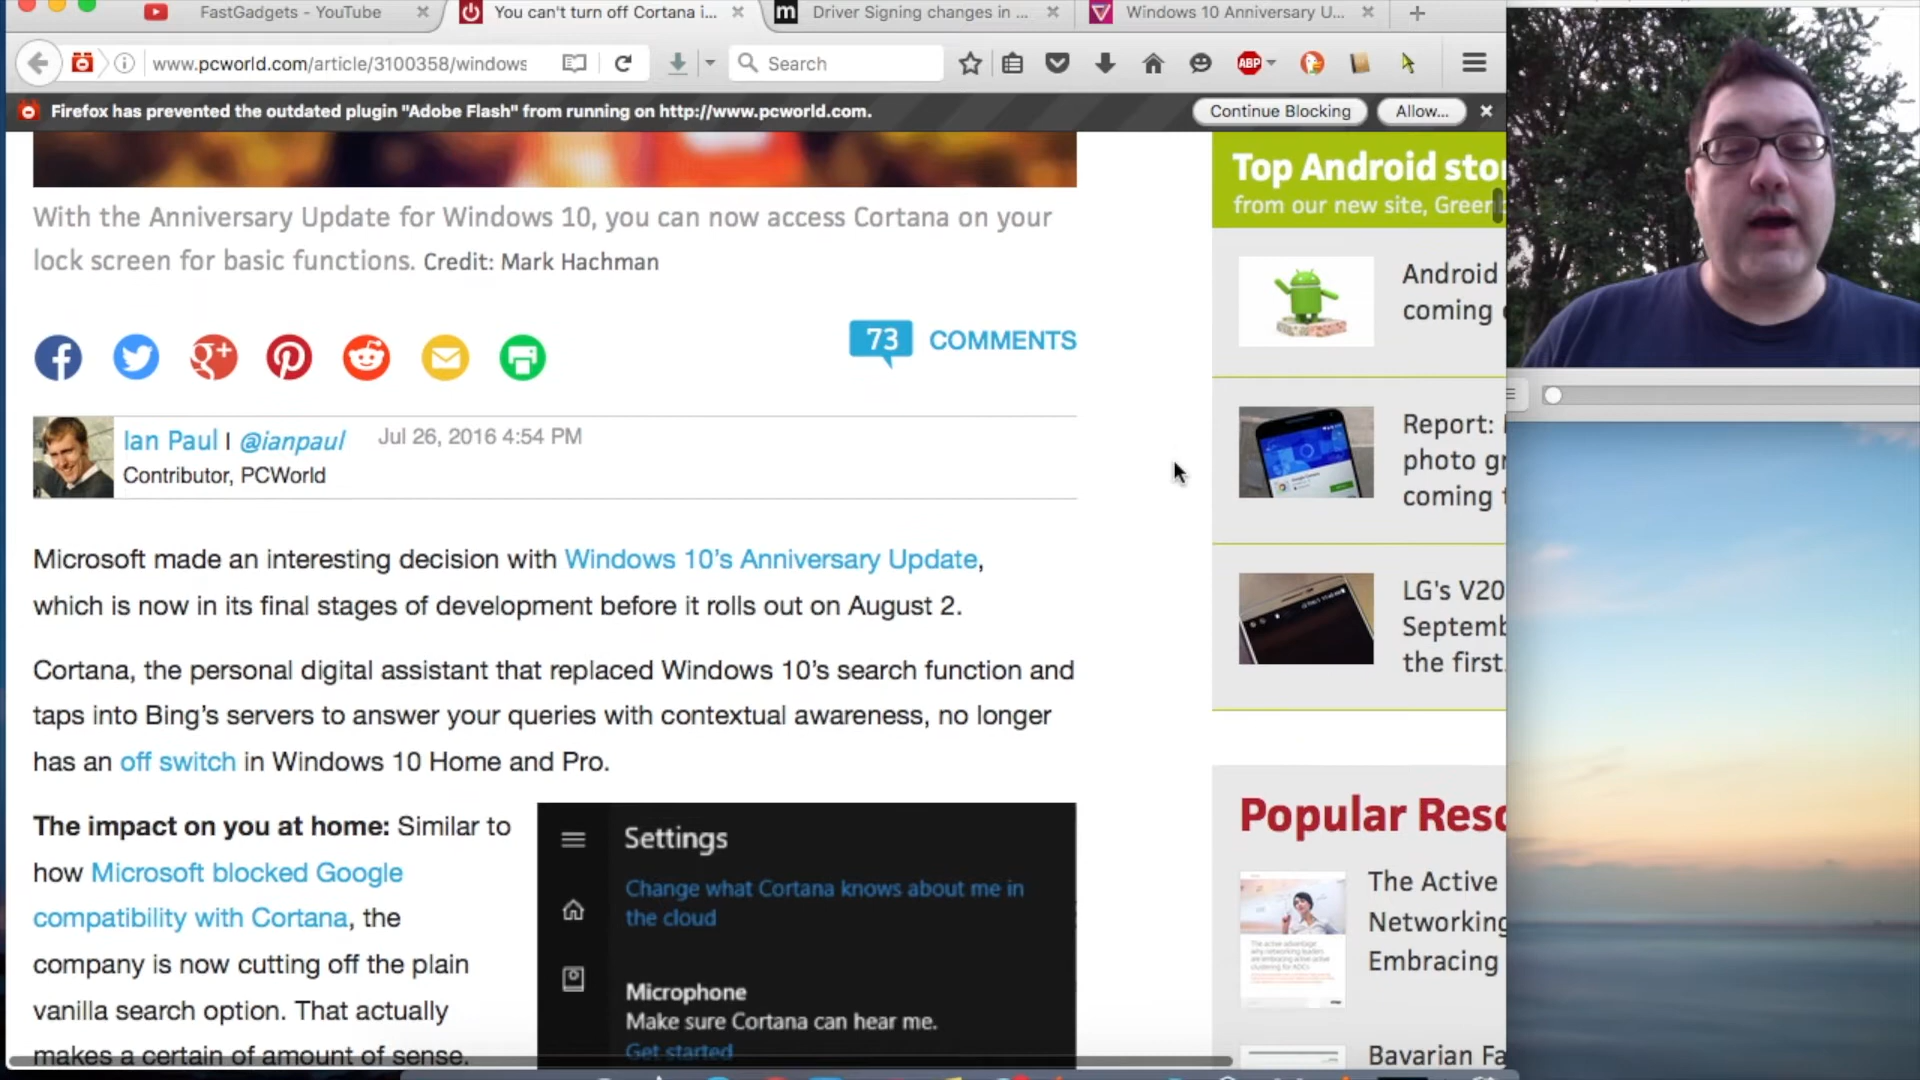 FastGadgets - YouTube
You can't turn off Cortana i...
Driver Signing changes in ...
Windows 10 Anniversary U...
www.pcworld.com/article/3100358/windows
Search
ABP
Firefox has prevented the outdated plugin "Adobe Flash" from running on http://www.pcworld.com.
Continue Blocking
Allow...
With the Anniversary Update for Windows 10, you can now access Cortana on your
lock screen for basic functions. Credit: Mark Hachman
73 COMMENTS
Ian Paul | @ianpaul Jul 26, 2016 4:54 PM
Contributor, PCWorld
Microsoft made an interesting decision with Windows 10's Anniversary Update,
which is now in its final stages of development before it rolls out on August 2.
Cortana, the personal digital assistant that replaced Windows 10's search function and
taps into Bing's servers to answer your queries with contextual awareness, no longer
has an off switch in Windows 10 Home and Pro.
The impact on you at home: Similar to
how Microsoft blocked Google
compatibility with Cortana, the
company is now cutting off the plain
vanilla search option. That actually
makes a certain of amount of sense.
Settings
Change what Cortana knows about me in
the cloud
Microphone
Make sure Cortana can hear me.
Get started
Top Android sto
from our new site, Green
Android
coming
Report:
photo gr
coming
LG's V20
Septemb
the first.
Popular Reso
The Active
Networking
Embracing
Bavarian Fa